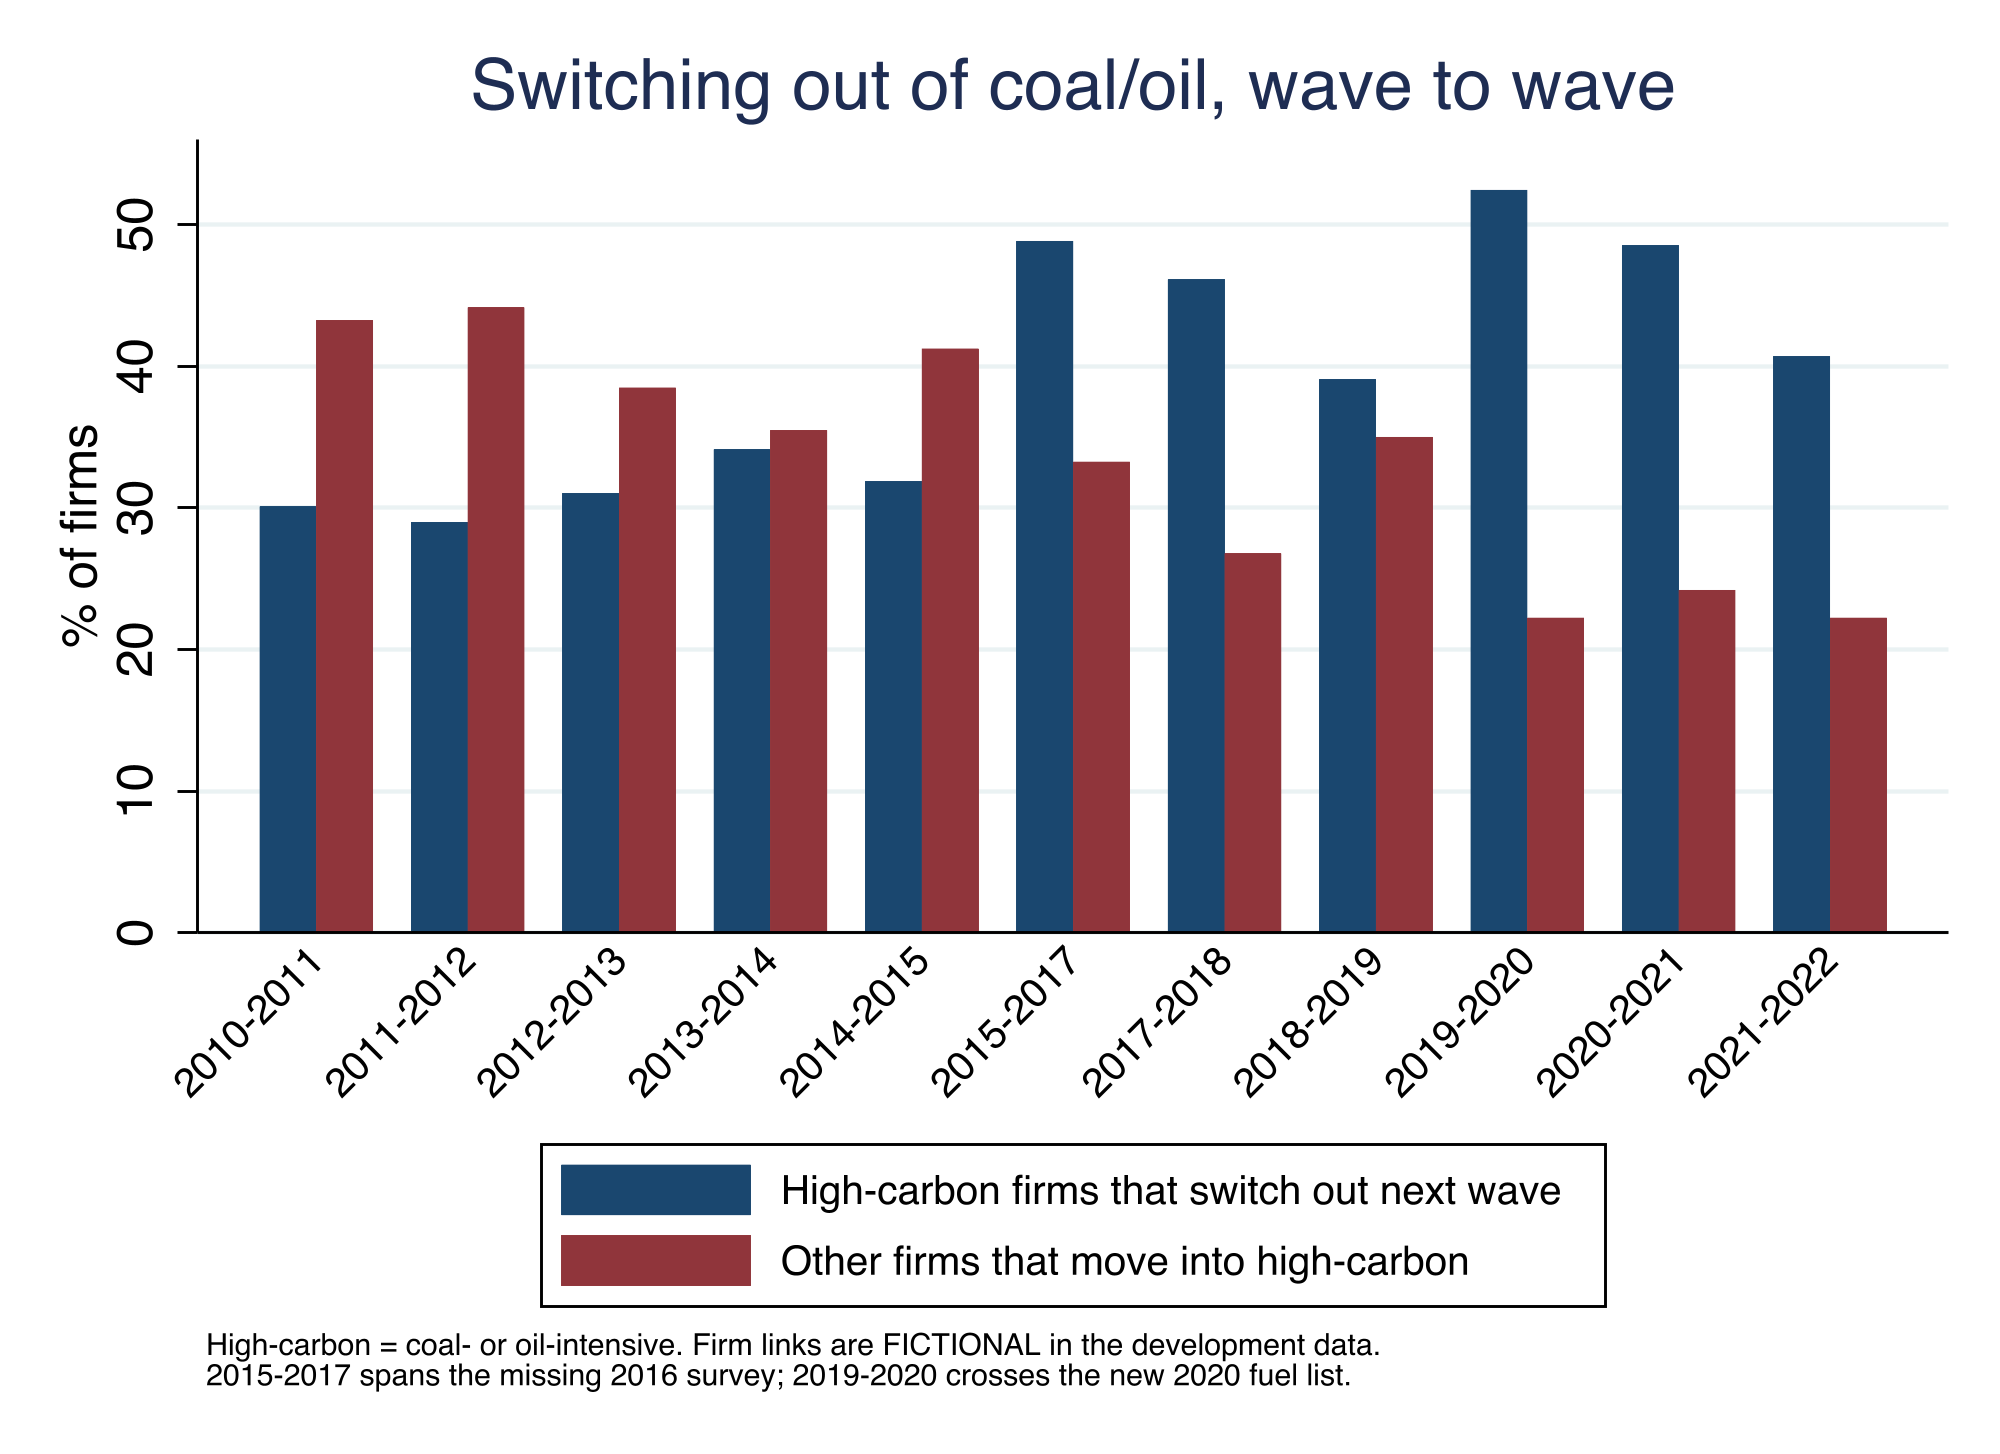 Switching out of coal/oil, wave to wave
% of firms
50
40
30
20
10
0
2010-2011
2011-2012
2012-2013
2013-2014
2014-2015
2015-2017
2017-2018
2018-2019
2019-2020
2020-2021
2021-2022
High-carbon firms that switch out next wave
Other firms that move into high-carbon
High-carbon = coal- or oil-intensive. Firm links are FICTIONAL in the development data.
2015-2017 spans the missing 2016 survey; 2019-2020 crosses the new 2020 fuel list.